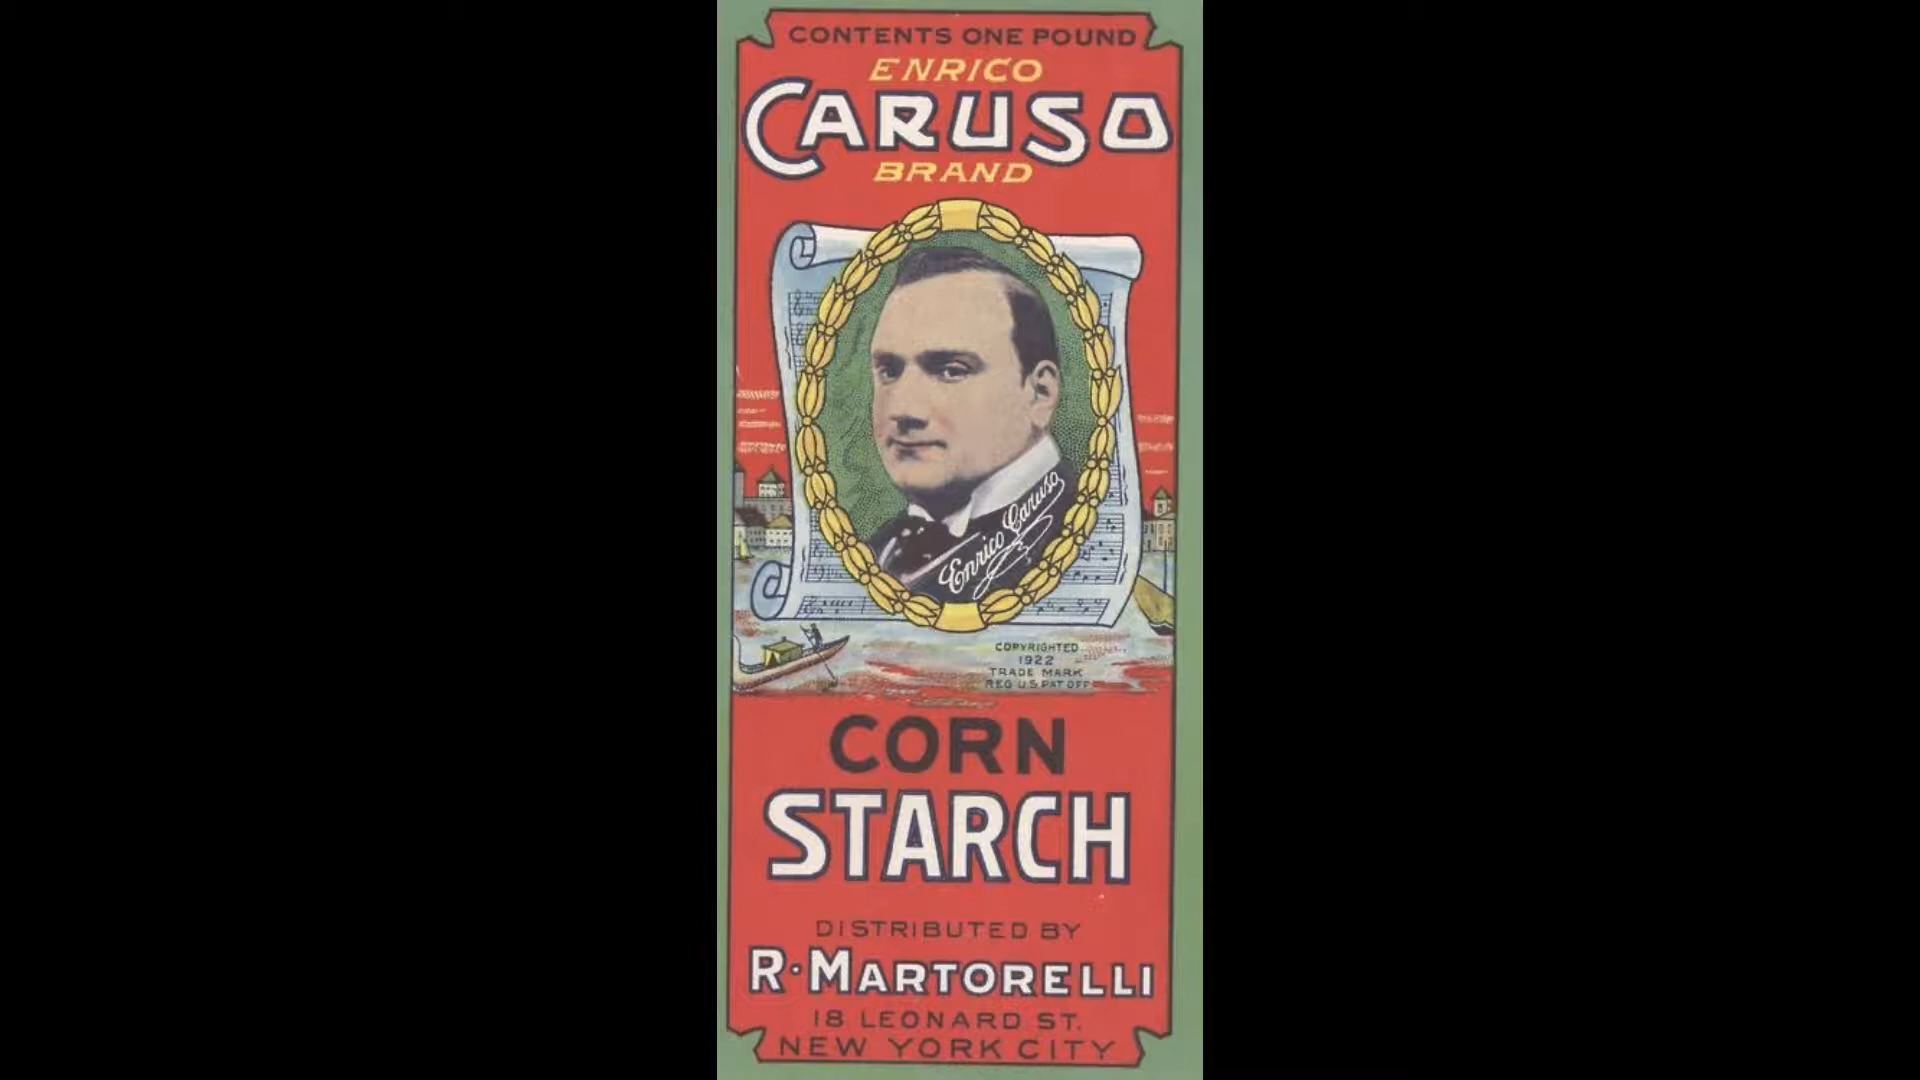 CONTENTS ONE POUND
ENRICO
CARUSO
BRAND
Enrico Caruso
COPYRIGHTED
1922
TRADE MARK
REG U.S. PAT OFF
CORN
STARCH
DISTRIBUTED BY
R·MARTORELLI
18 LEONARD ST.
NEW YORK CITY